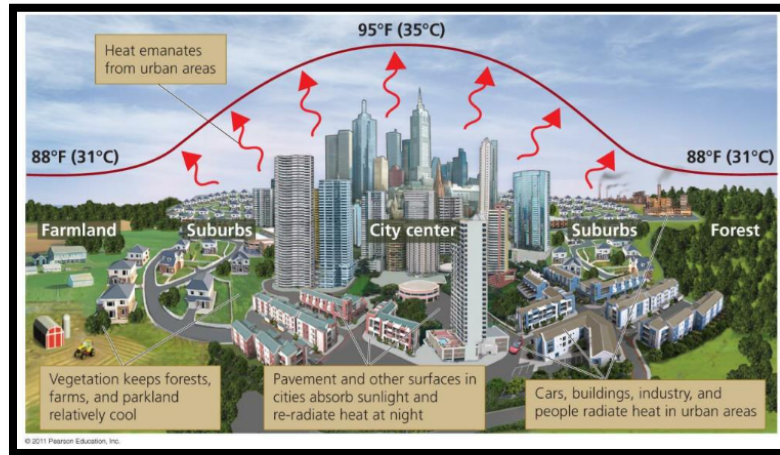 95°F (35°C)
Heat emanates
from urban areas
88°F (31°C)
88°F (31°C)
Farmland
Suburbs
City center
Suburbs
Forest
Vegetation keeps forests,
farms, and parkland
relatively cool
Pavement and other surfaces in
cities absorb sunlight and
re-radiate heat at night
Cars, buildings, industry, and
people radiate heat in urban areas
© 2011 Pearson Education, Inc.